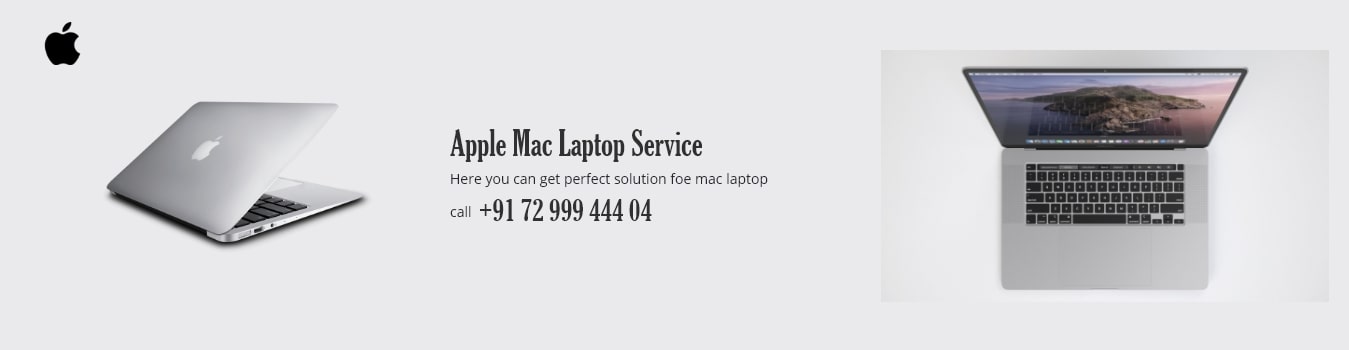 Apple Mac Laptop Service
Here you can get perfect solution foe mac laptop
call +91 72 999 444 04